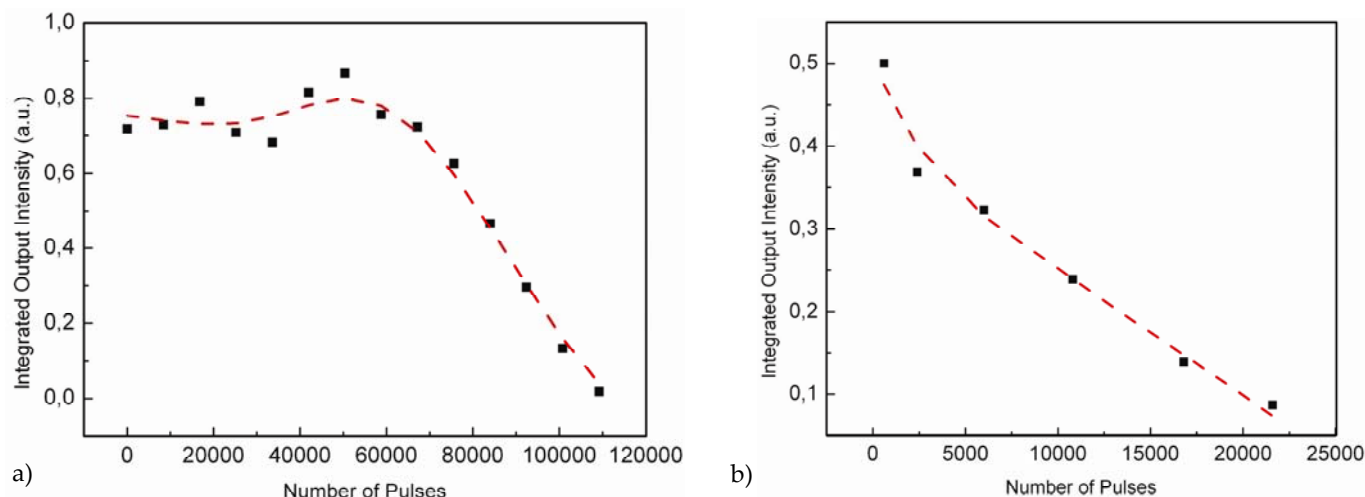 1,0
0,8
0,6
0,4
0,2
0,0
Integrated Output Intensity (a.u.)
0 20000 40000 60000 80000 100000 120000
Number of Pulses
a)
0,5
0,4
0,3
0,2
0,1
Integrated Output Intensity (a.u.)
0 5000 10000 15000 20000 25000
Number of Pulses
b)